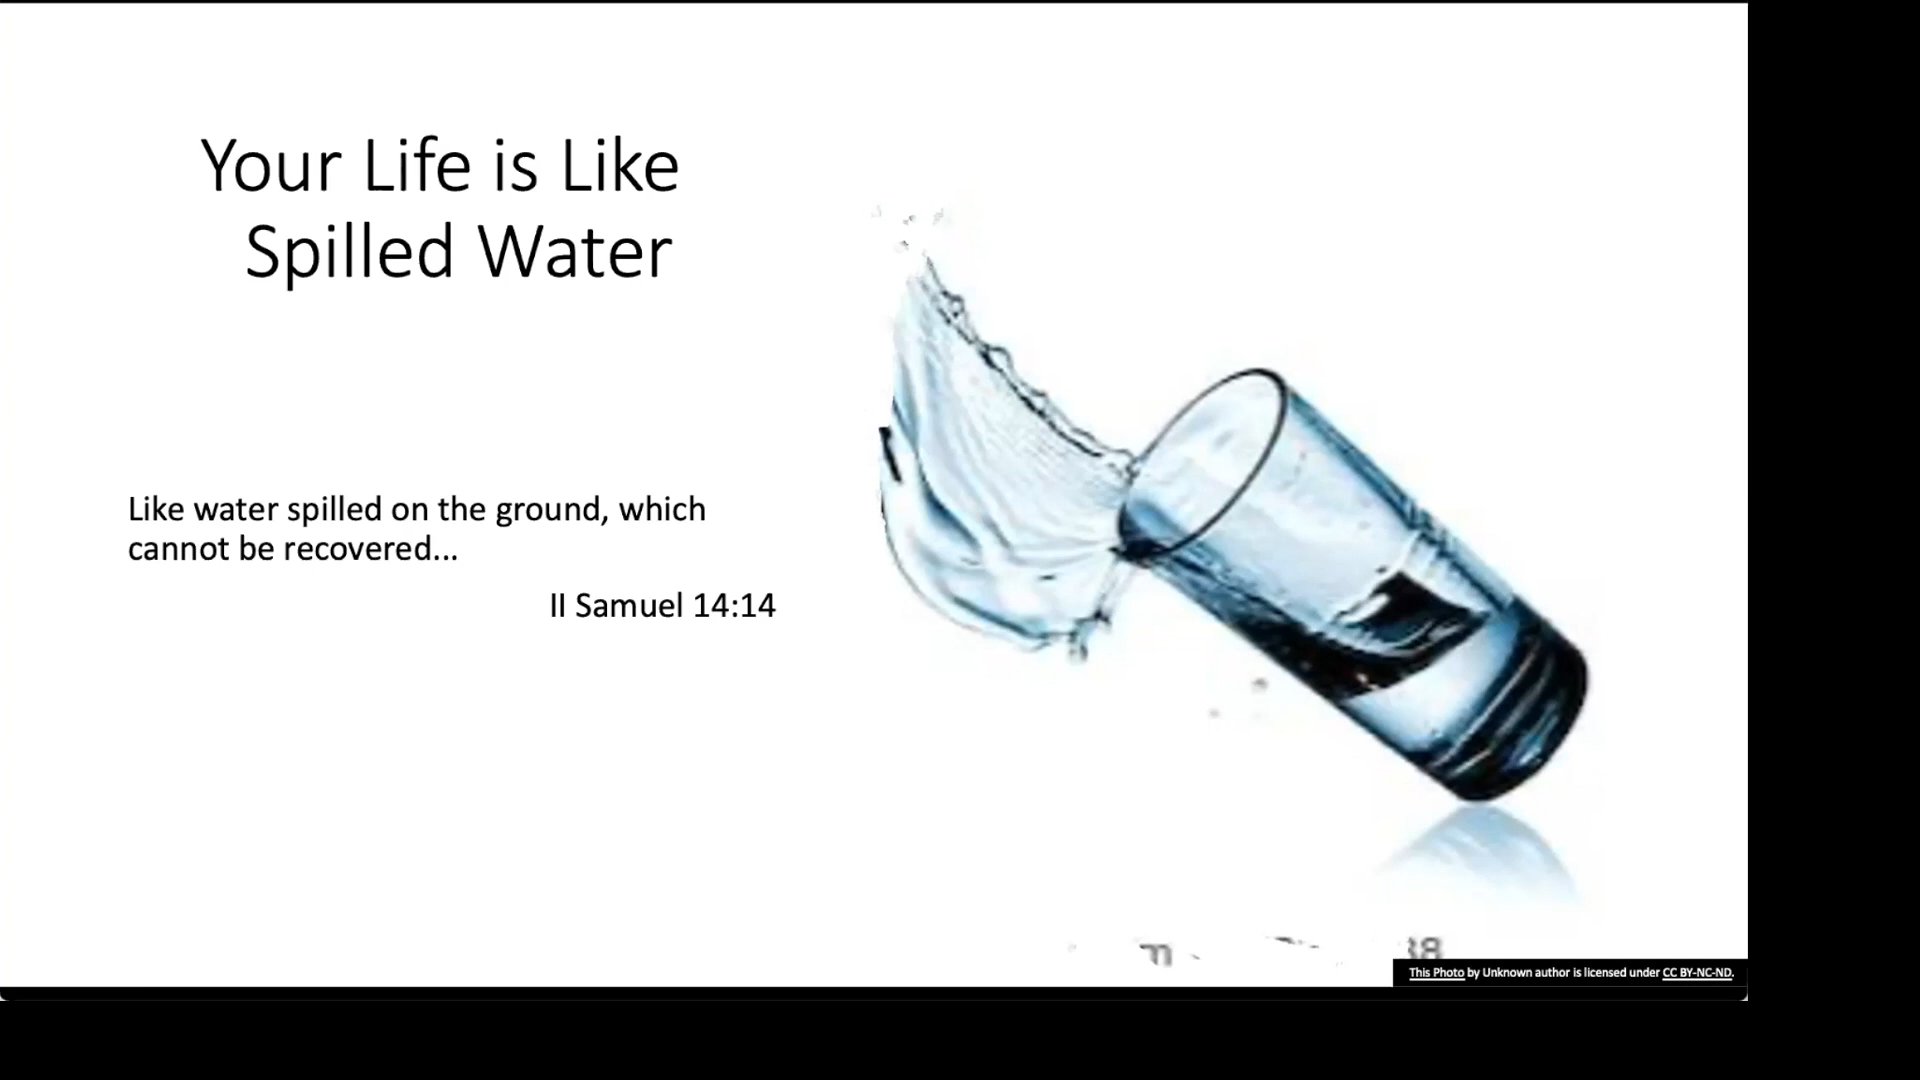 Your Life is Like
Spilled Water
Like water spilled on the ground, which
cannot be recovered...
II Samuel 14:14
This Photo by Unknown author is licensed under CC BY-NC-ND.